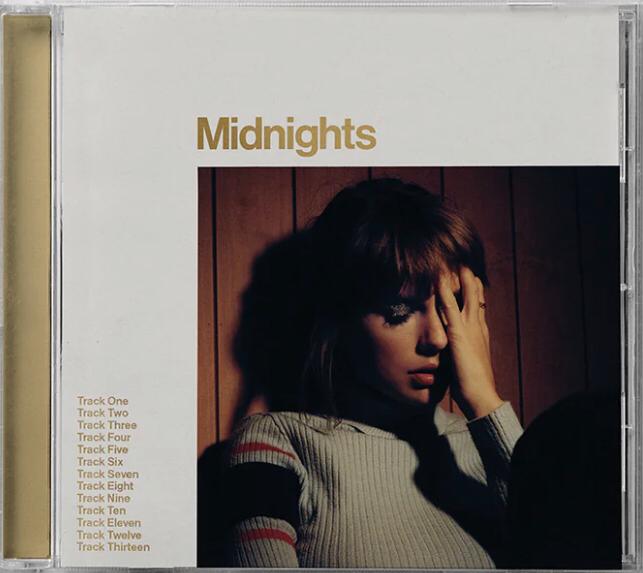 Midnights
Track One
Track Two
Track Three
Track Four
Track Five
Track Six
Track Seven
Track Eight
Track Nine
Track Ten
Track Eleven
Track Twelve
Track Thirteen